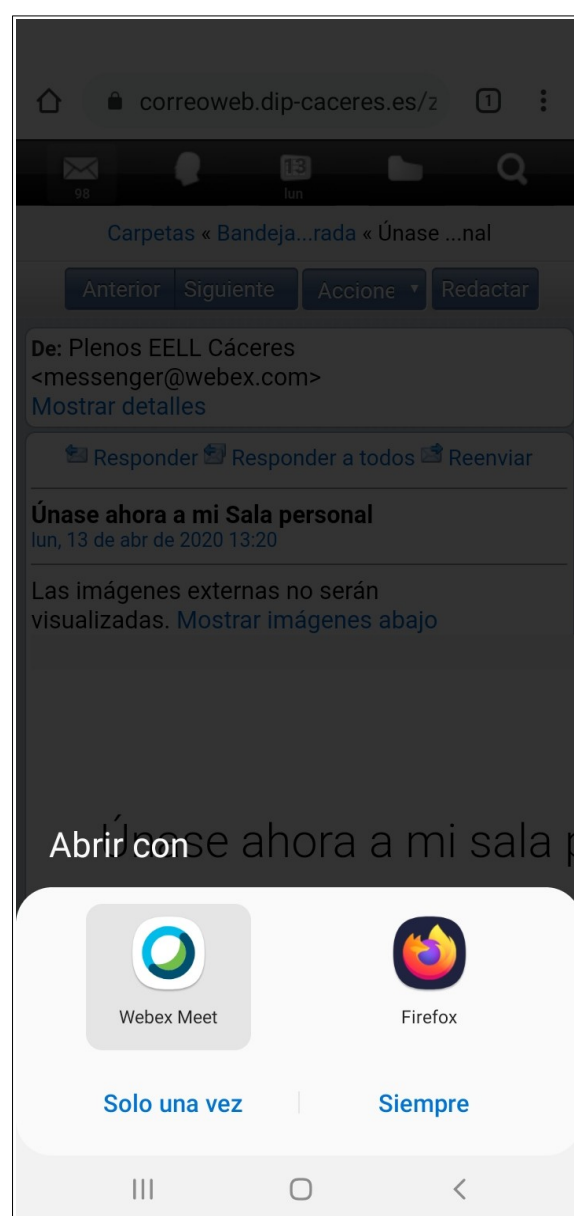 correoweb.dip-caceres.es/z 1
98
13
lun
Carpetas « Bandeja...rada « Únase ...nal
Anterior Siguiente Accione Redactar
De: Plenos EELL Cáceres
<messenger@webex.com>
Mostrar detalles
Responder Responder a todos Reenviar
Únase ahora a mi Sala personal
lun, 13 de abr de 2020 13:20
Las imágenes externas no serán
visualizadas. Mostrar imágenes abajo
Únase ahora a mi sala p
Abrir con
Webex Meet Firefox
Solo una vez Siempre